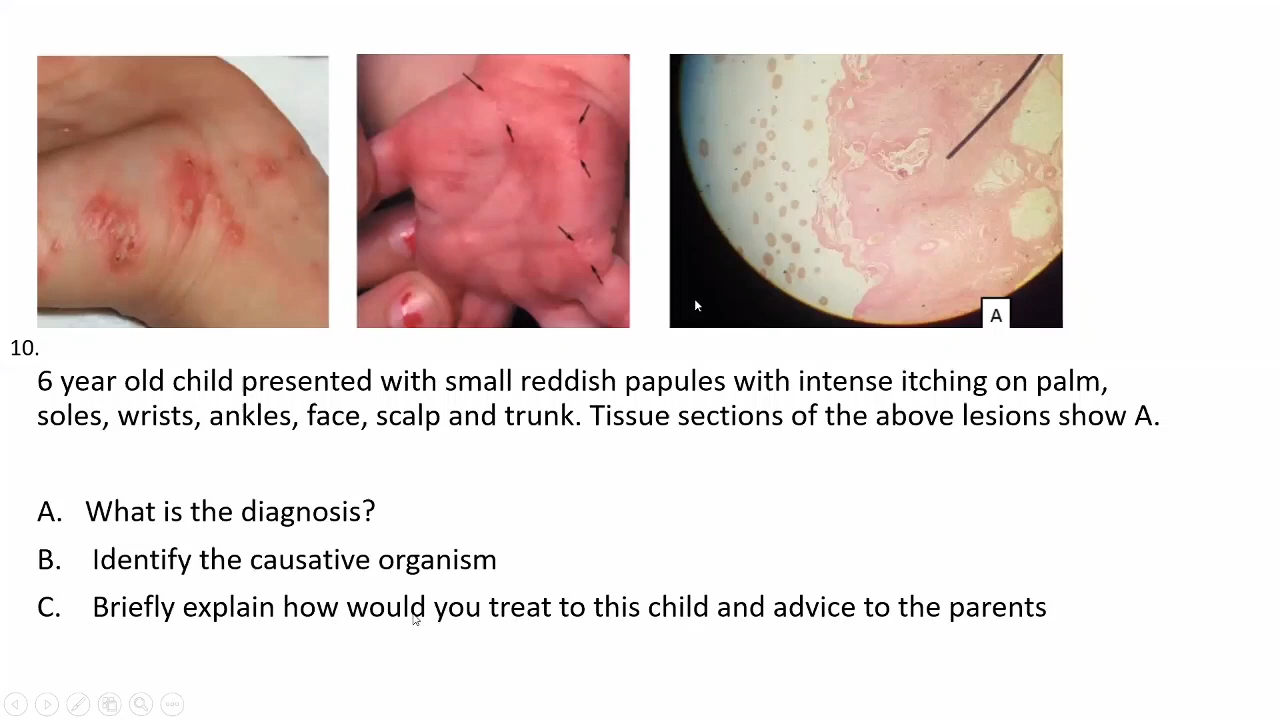 A
10.
6 year old child presented with small reddish papules with intense itching on palm,
soles, wrists, ankles, face, scalp and trunk. Tissue sections of the above lesions show A.
A. What is the diagnosis?
B. Identify the causative organism
C. Briefly explain how would you treat to this child and advice to the parents